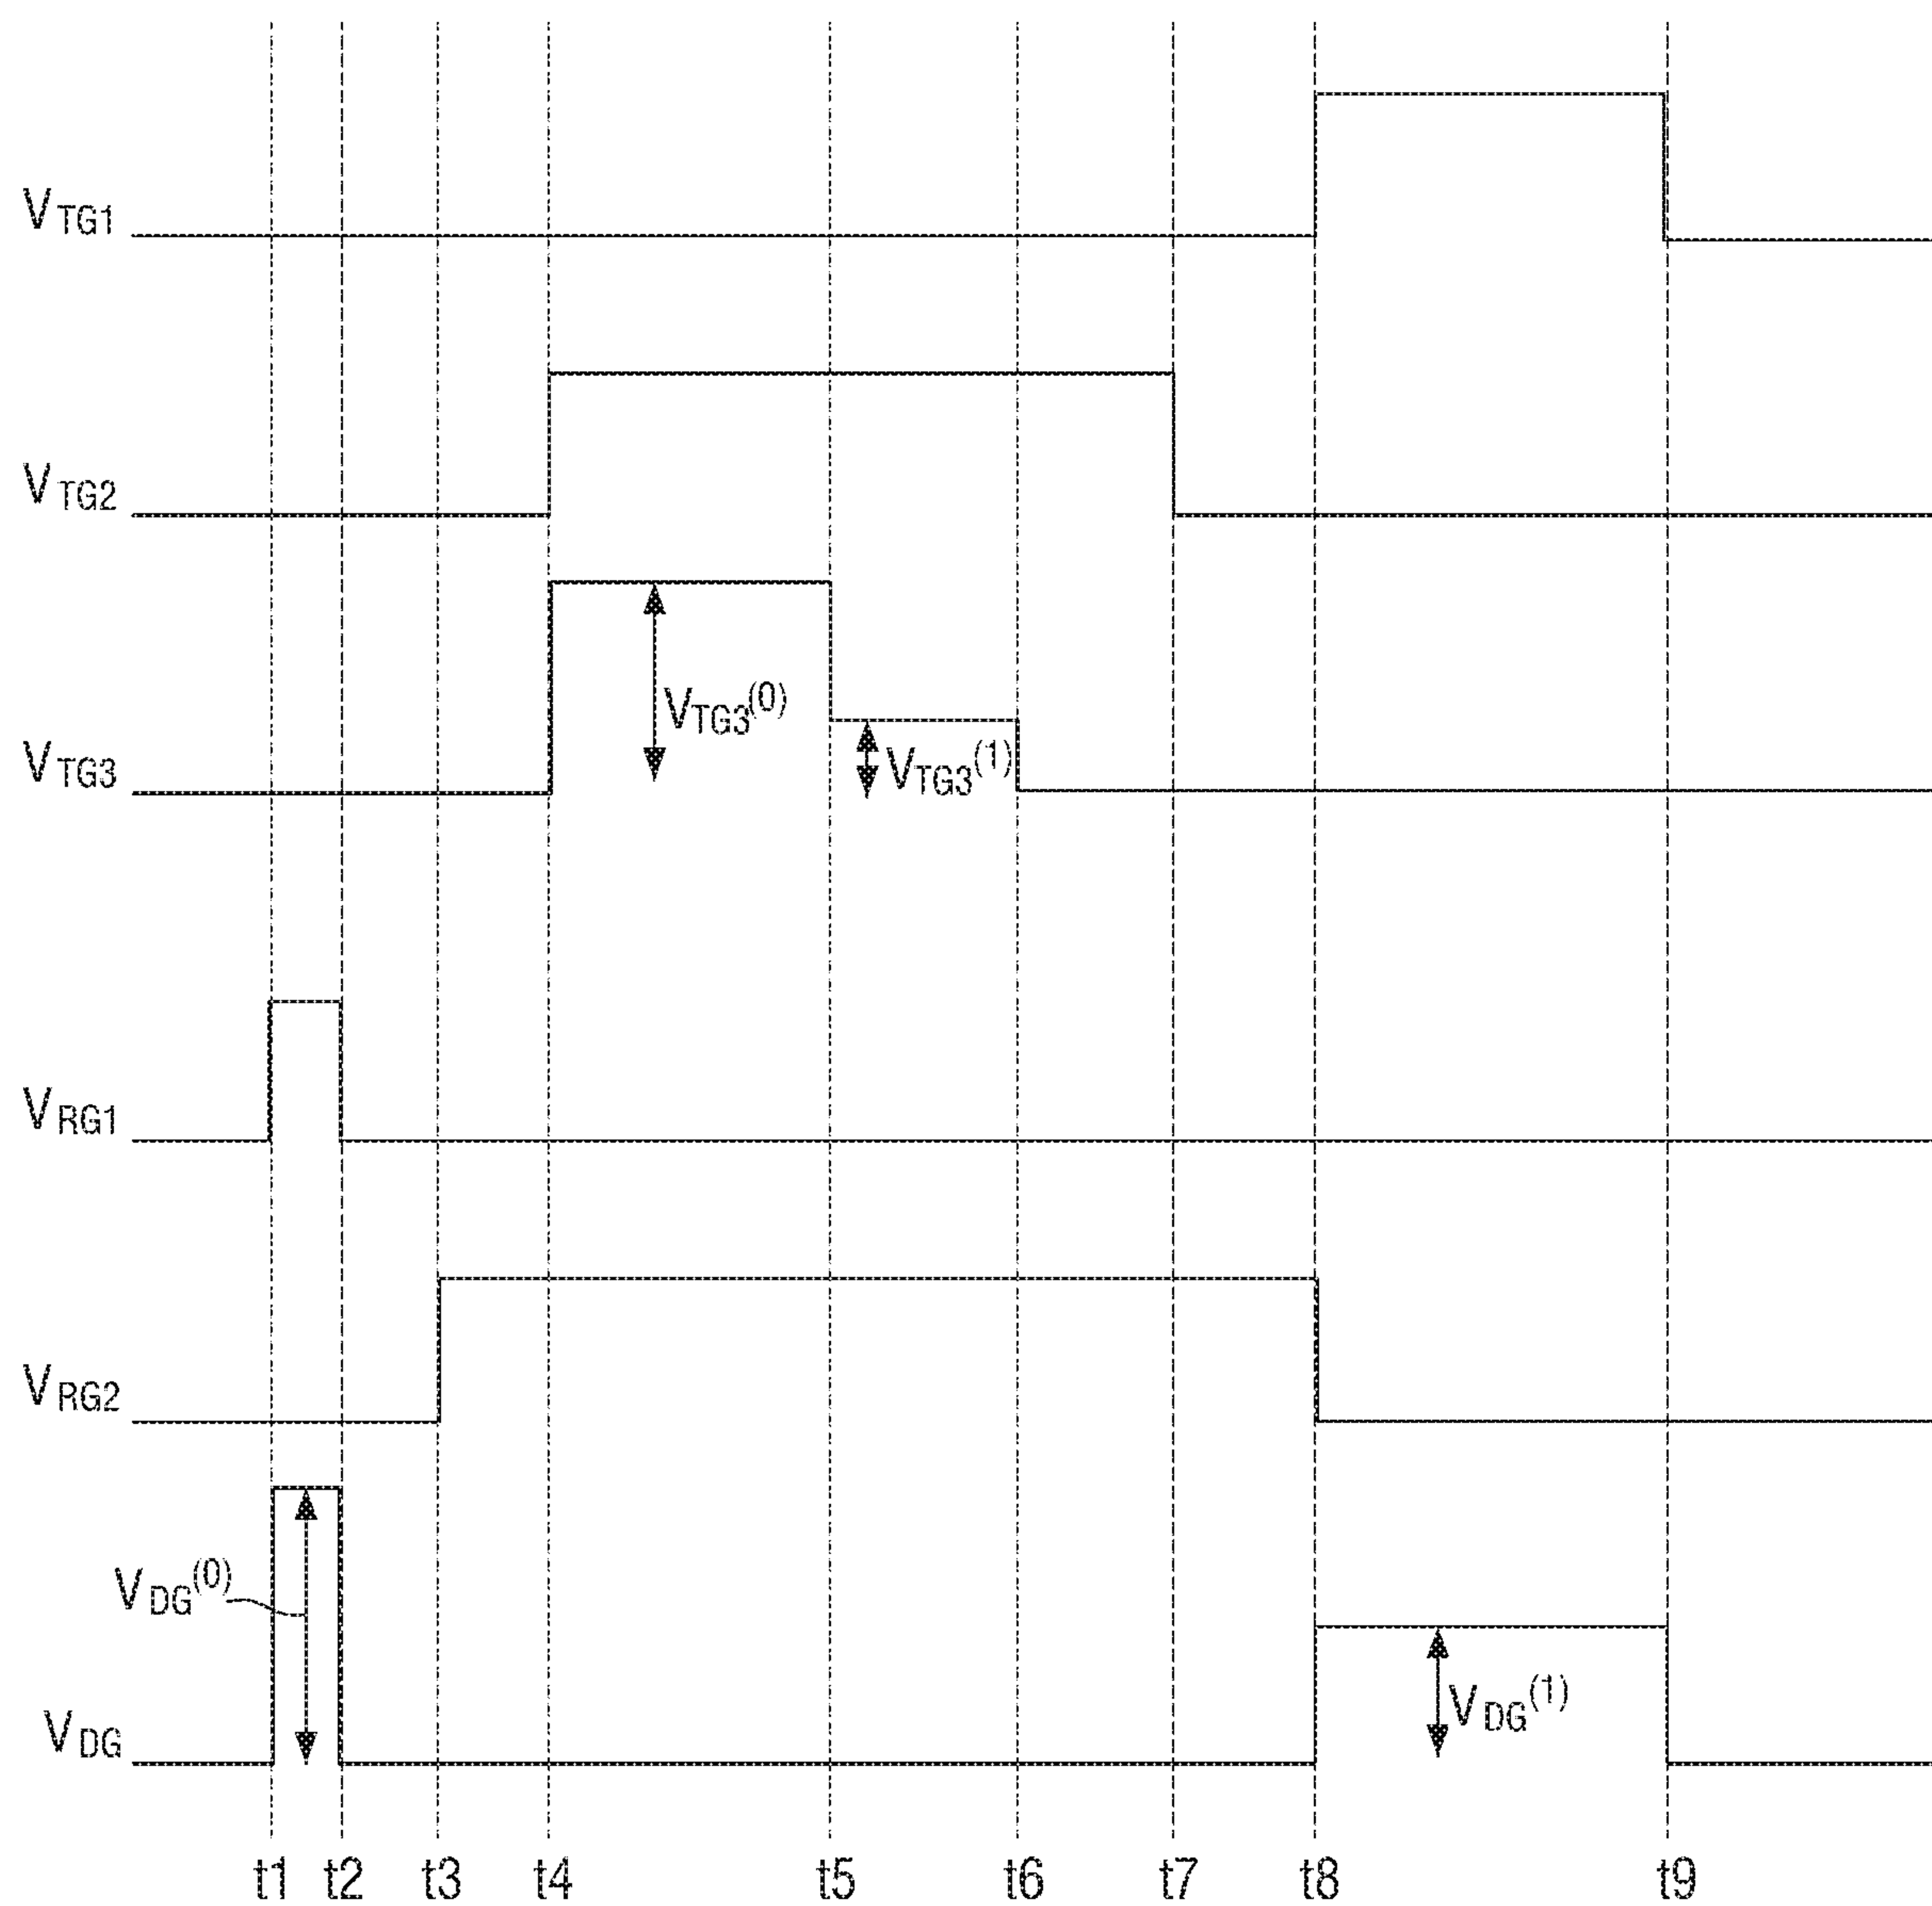 VTG1
VTG2
VTG3(0)
VTG3 VTG3(1)
VRG1
VRG2
VDG(0)
VDG(1)
VDG
t1 t2 t3 t4 t5 t6 t7 t8 t9